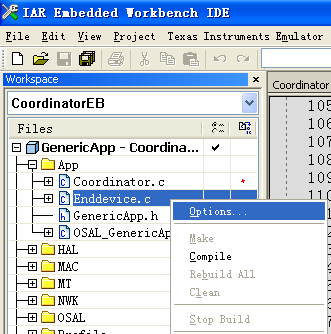 IAR Embedded Workbench IDE
File Edit View Project Texas Instruments Emulator
Workspace
CoordinatorEB
Coordinator
Files
GenericApp - Coordina...
App
Coordinator.c
Enddevice.c
GenericApp.h
OSAL_GenericAp
HAL
MAC
MT
NWK
OSAL
Options...
Make
Compile
Rebuild All
Clean
Stop Build
105
106
107
108
109
110